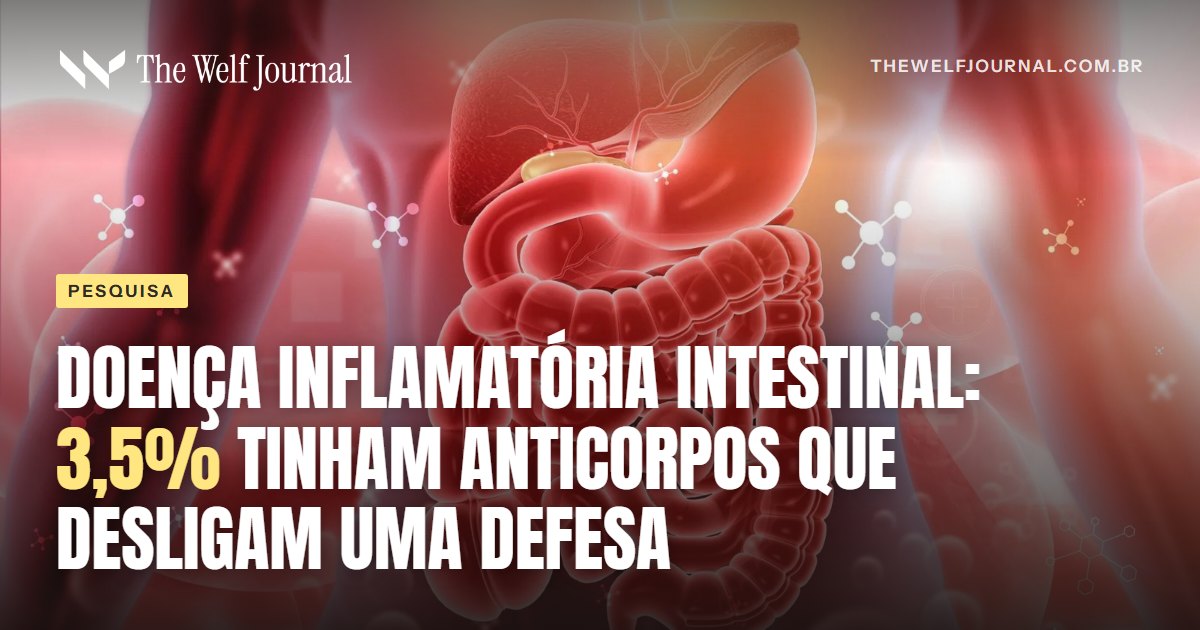 The Welf Journal
THEWELFJOURNAL.COM.BR
PESQUISA
DOENÇA INFLAMATÓRIA INTESTINAL:
3,5% TINHAM ANTICORPOS QUE
DESLIGAM UMA DEFESA